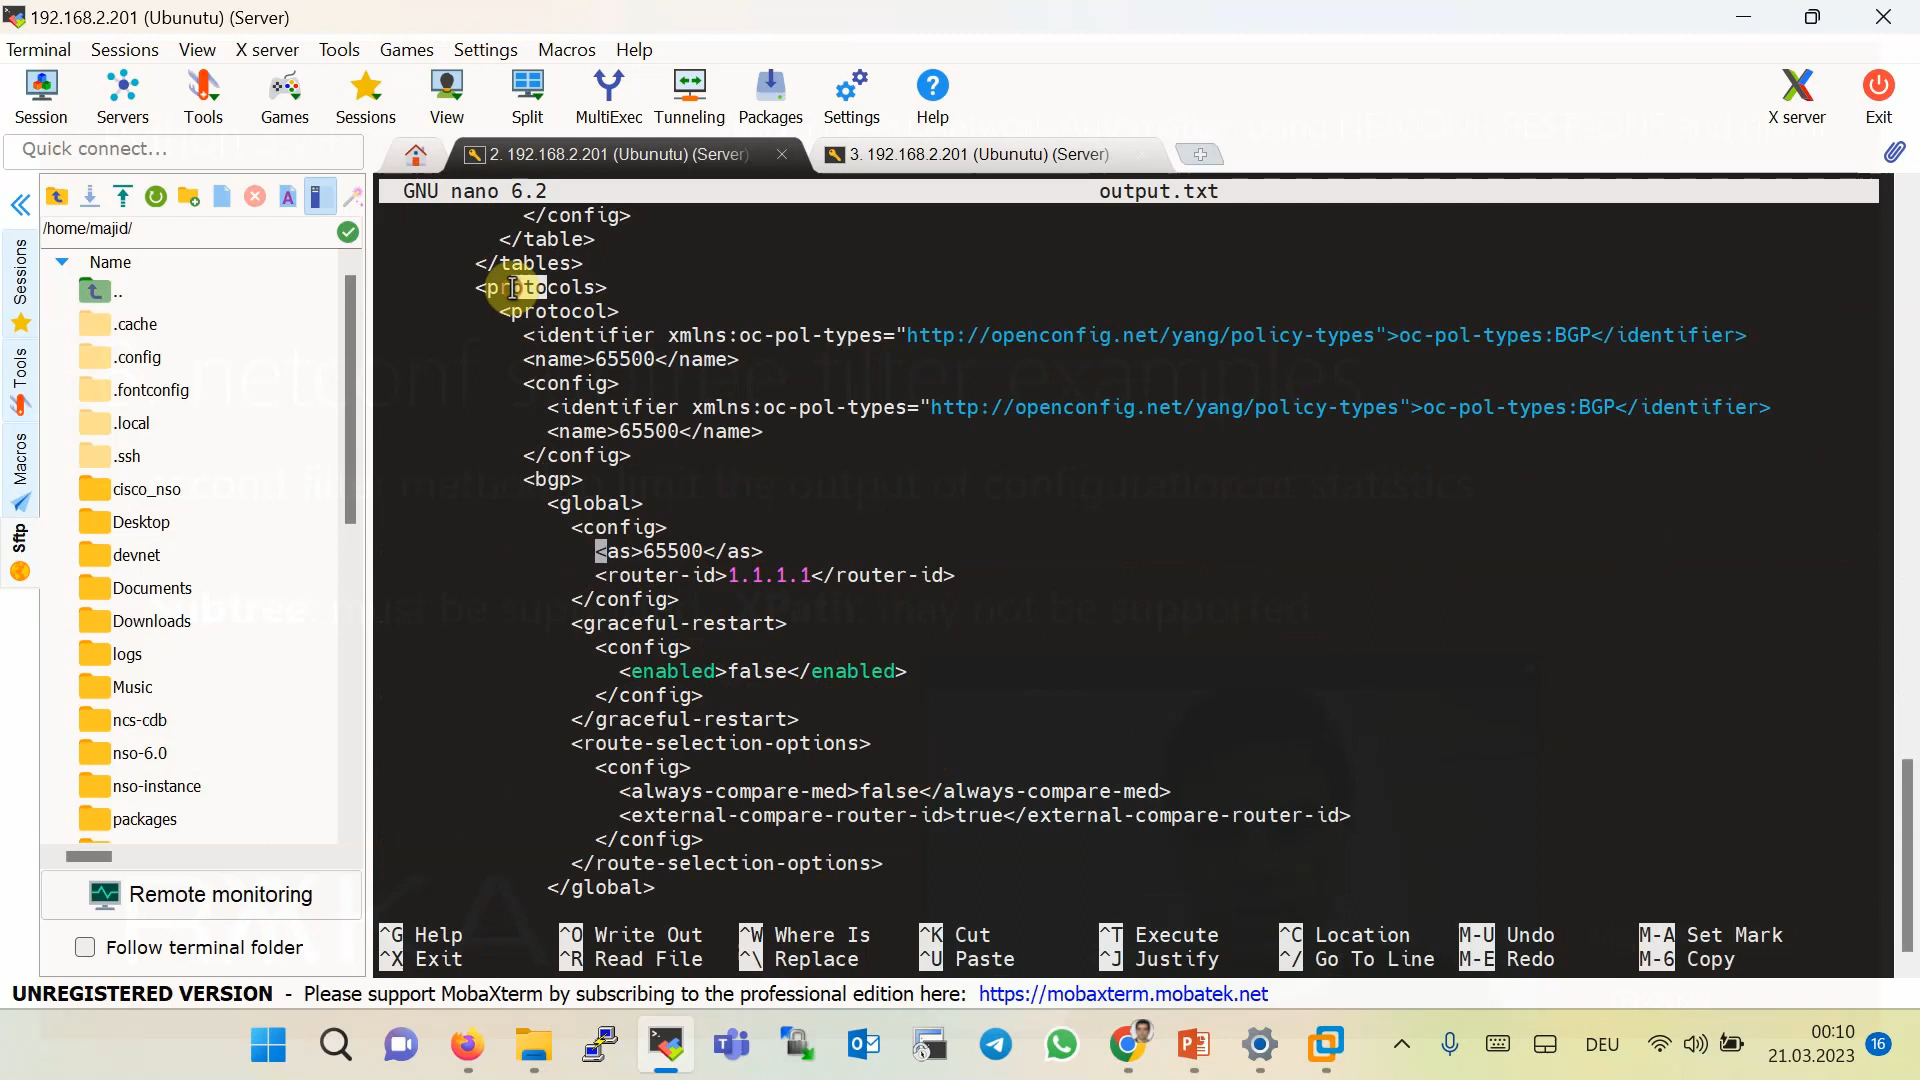 192.168.2.201 (Ubunutu) (Server)
Terminal Sessions View X server Tools Games Settings Macros Help
Session Servers Tools Games Sessions View Split MultiExec Tunneling Packages Settings Help X server Exit
Quick connect...
2. 192.168.2.201 (Ubunutu) (Server)
3. 192.168.2.201 (Ubunutu) (Server)
Sessions
Tools
Macros
Sftp
/home/majid/
Name
..
.cache
.config
.fontconfig
.local
.ssh
cisco_nso
Desktop
devnet
Documents
Downloads
logs
Music
ncs-cdb
nso-6.0
nso-instance
packages
Remote monitoring
Follow terminal folder
GNU nano 6.2 output.txt
</config>
</table>
</tables>
<protocols>
<protocol>
<identifier xmlns:oc-pol-types="http://openconfig.net/yang/policy-types">oc-pol-types:BGP</identifier>
<name>65500</name>
<config>
<identifier xmlns:oc-pol-types="http://openconfig.net/yang/policy-types">oc-pol-types:BGP</identifier>
<name>65500</name>
</config>
<bgp>
<global>
<config>
<as>65500</as>
<router-id>1.1.1.1</router-id>
</config>
<graceful-restart>
<config>
<enabled>false</enabled>
</config>
</graceful-restart>
<route-selection-options>
<config>
<always-compare-med>false</always-compare-med>
<external-compare-router-id>true</external-compare-router-id>
</config>
</route-selection-options>
</global>
^G Help ^O Write Out ^W Where Is ^K Cut ^T Execute ^C Location M-U Undo M-A Set Mark
^X Exit ^R Read File ^\ Replace ^U Paste ^J Justify ^/ Go To Line M-E Redo M-6 Copy
UNREGISTERED VERSION - Please support MobaXterm by subscribing to the professional edition here: https://mobaxterm.mobatek.net
DEU
00:10
21.03.2023
16